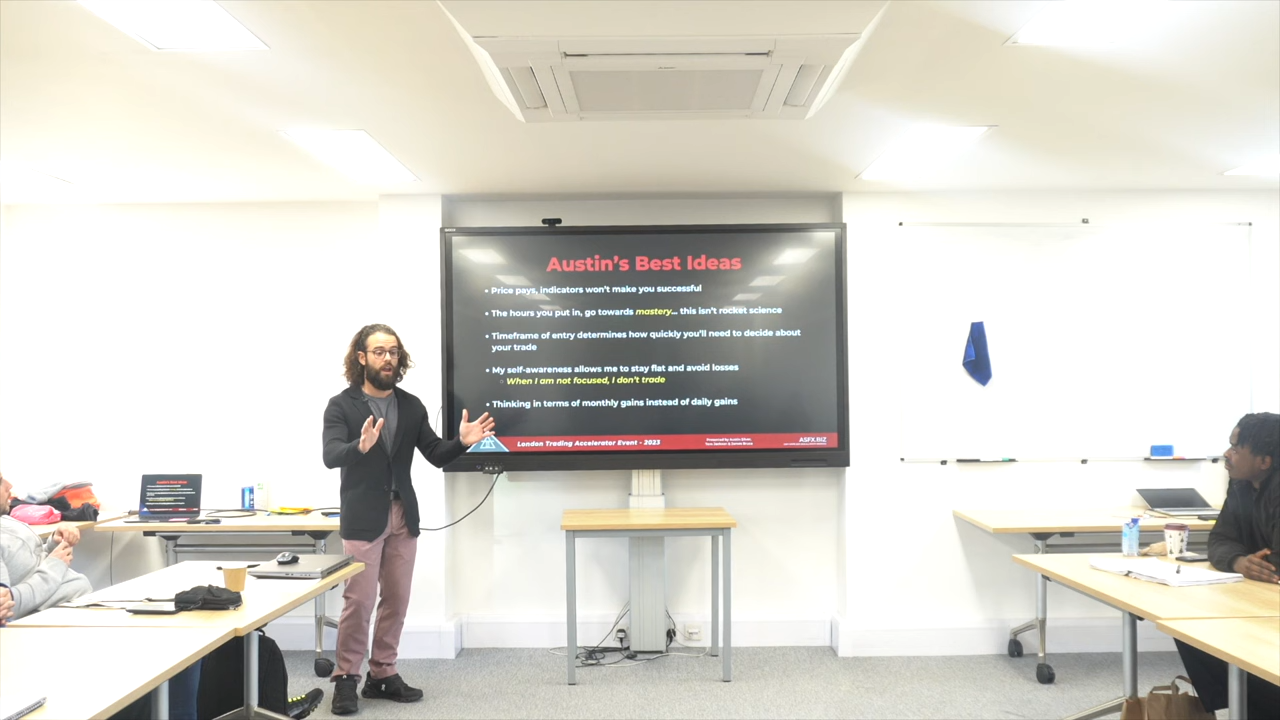 Austin's Best Ideas
• Price pays, indicators won't make you successful
• The hours you put in, go towards mastery... this isn't rocket science
• Timeframe of entry determines how quickly you'll need to decide about
your trade
• My self-awareness allows me to stay flat and avoid losses
When I am not focused, I don't trade
• Thinking in terms of monthly gains instead of daily gains
London Trading Accelerator Event - 2023
ASFX.BIZ
Austin's Best Ideas